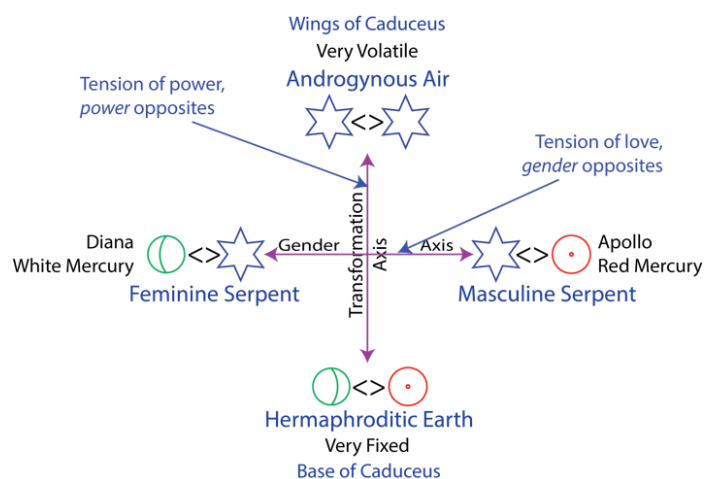 Wings of Caduceus
Very Volatile
Androgynous Air
<>
Tension of power,
power opposites
Tension of love,
gender opposites
Diana
White Mercury
<>
Feminine Serpent
Gender Axis
Transformation
Axis
<>
Apollo
Red Mercury
Masculine Serpent
<>
Hermaphroditic Earth
Very Fixed
Base of Caduceus